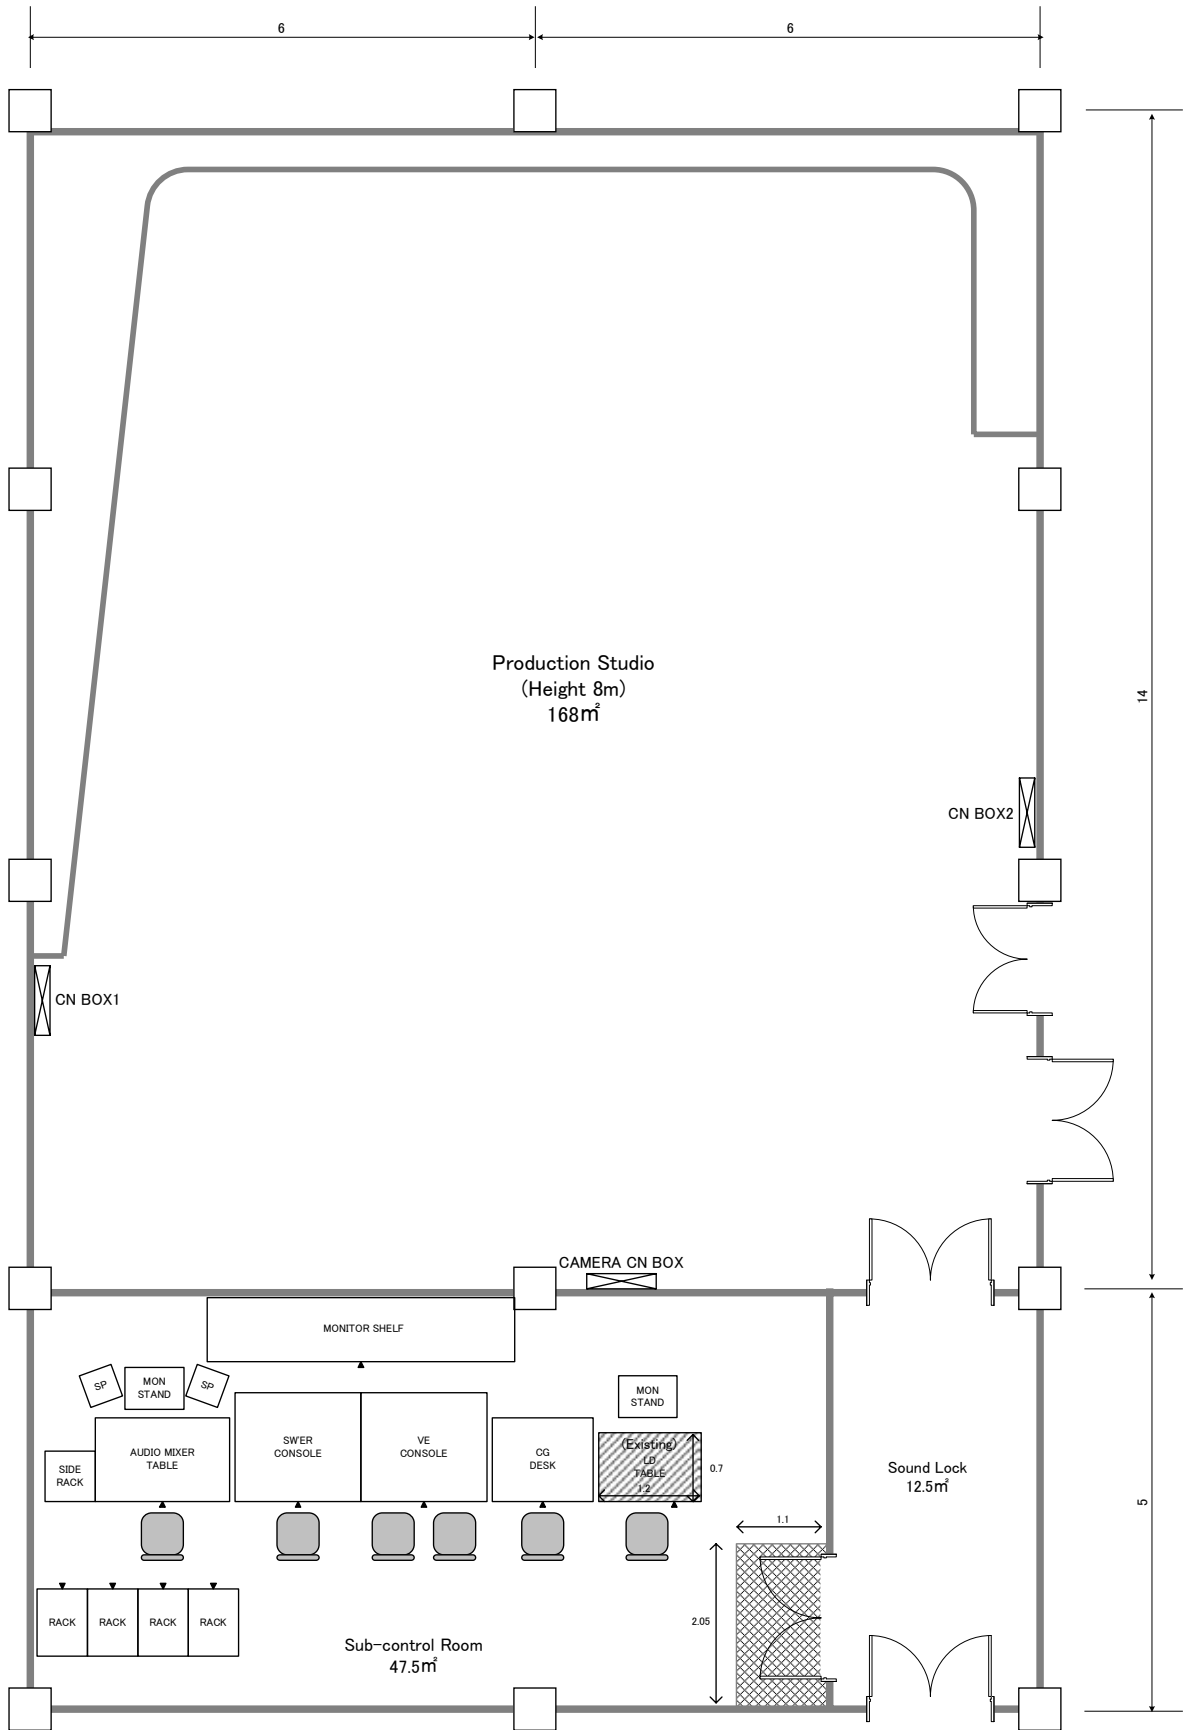 6
6
Production Studio
(Height 8m)
168㎡
14
CN BOX2
CN BOX1
CAMERA CN BOX
MONITOR SHELF
SP
MON
STAND
SP
MON
STAND
SIDE
RACK
AUDIO MIXER
TABLE
SW'ER
CONSOLE
VE
CONSOLE
CG
DESK
(Existing)
LD
TABLE
1.2
0.7
Sound Lock
12.5㎡
5
1.1
2.05
RACK
RACK
RACK
RACK
Sub-control Room
47.5㎡